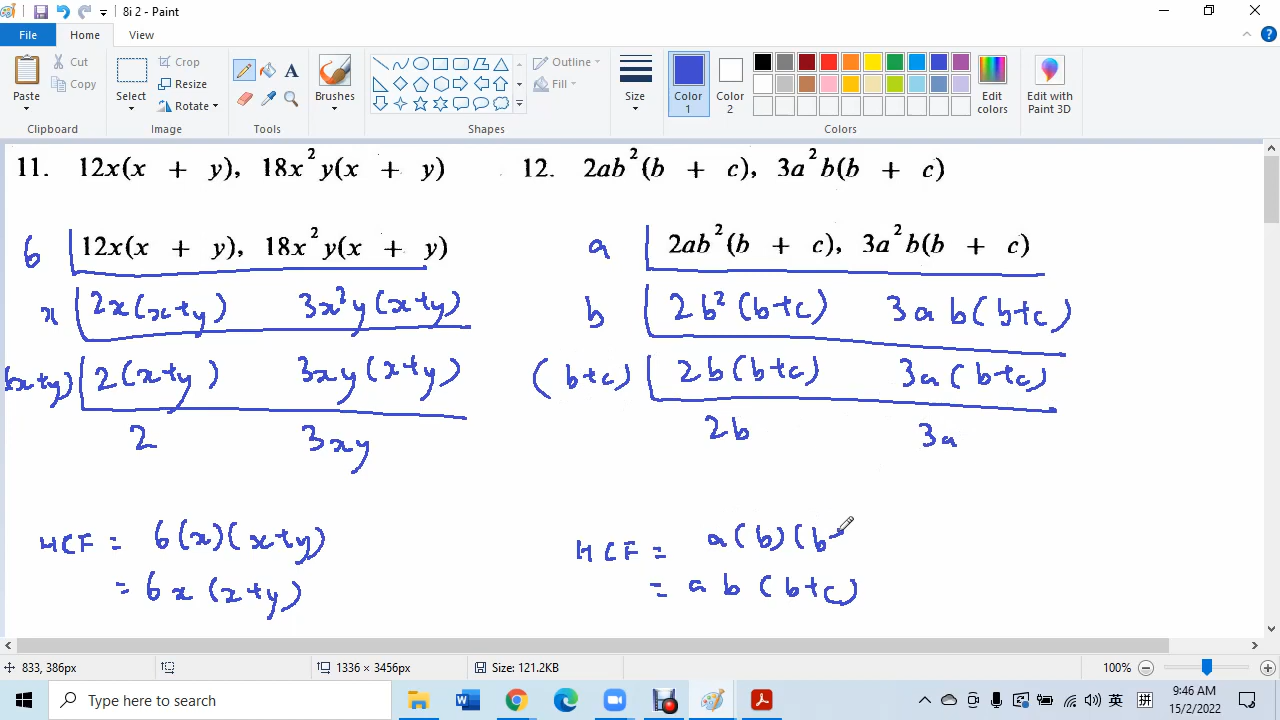 8i 2 - Paint
File Home View
Paste Cut Copy Select Crop Resize Rotate A Brushes Outline Fill Size Color 1 Color 2 Edit colors Edit with Paint 3D
Clipboard Image Tools Shapes Colors
11. 12x(x + y), 18x²y(x + y) 12. 2ab²(b + c), 3a²b(b + c)
6 12x(x + y), 18x²y(x + y) a 2ab²(b + c), 3a²b(b + c)
x 2x(x+y) 3x²y(x+y) b 2b²(b+c) 3ab(b+c)
(x+y) 2(x+y) 3xy(x+y) (b+c) 2b(b+c) 3a(b+c)
2 3xy 2b 3a
HCF = 6(x)(x+y) HCF = a(b)(b
= 6x(x+y) = ab(b+c)
833, 386px 1336 × 3456px Size: 121.2KB 100%
Type here to search 英 拼 9:46 AM
15/2/2022